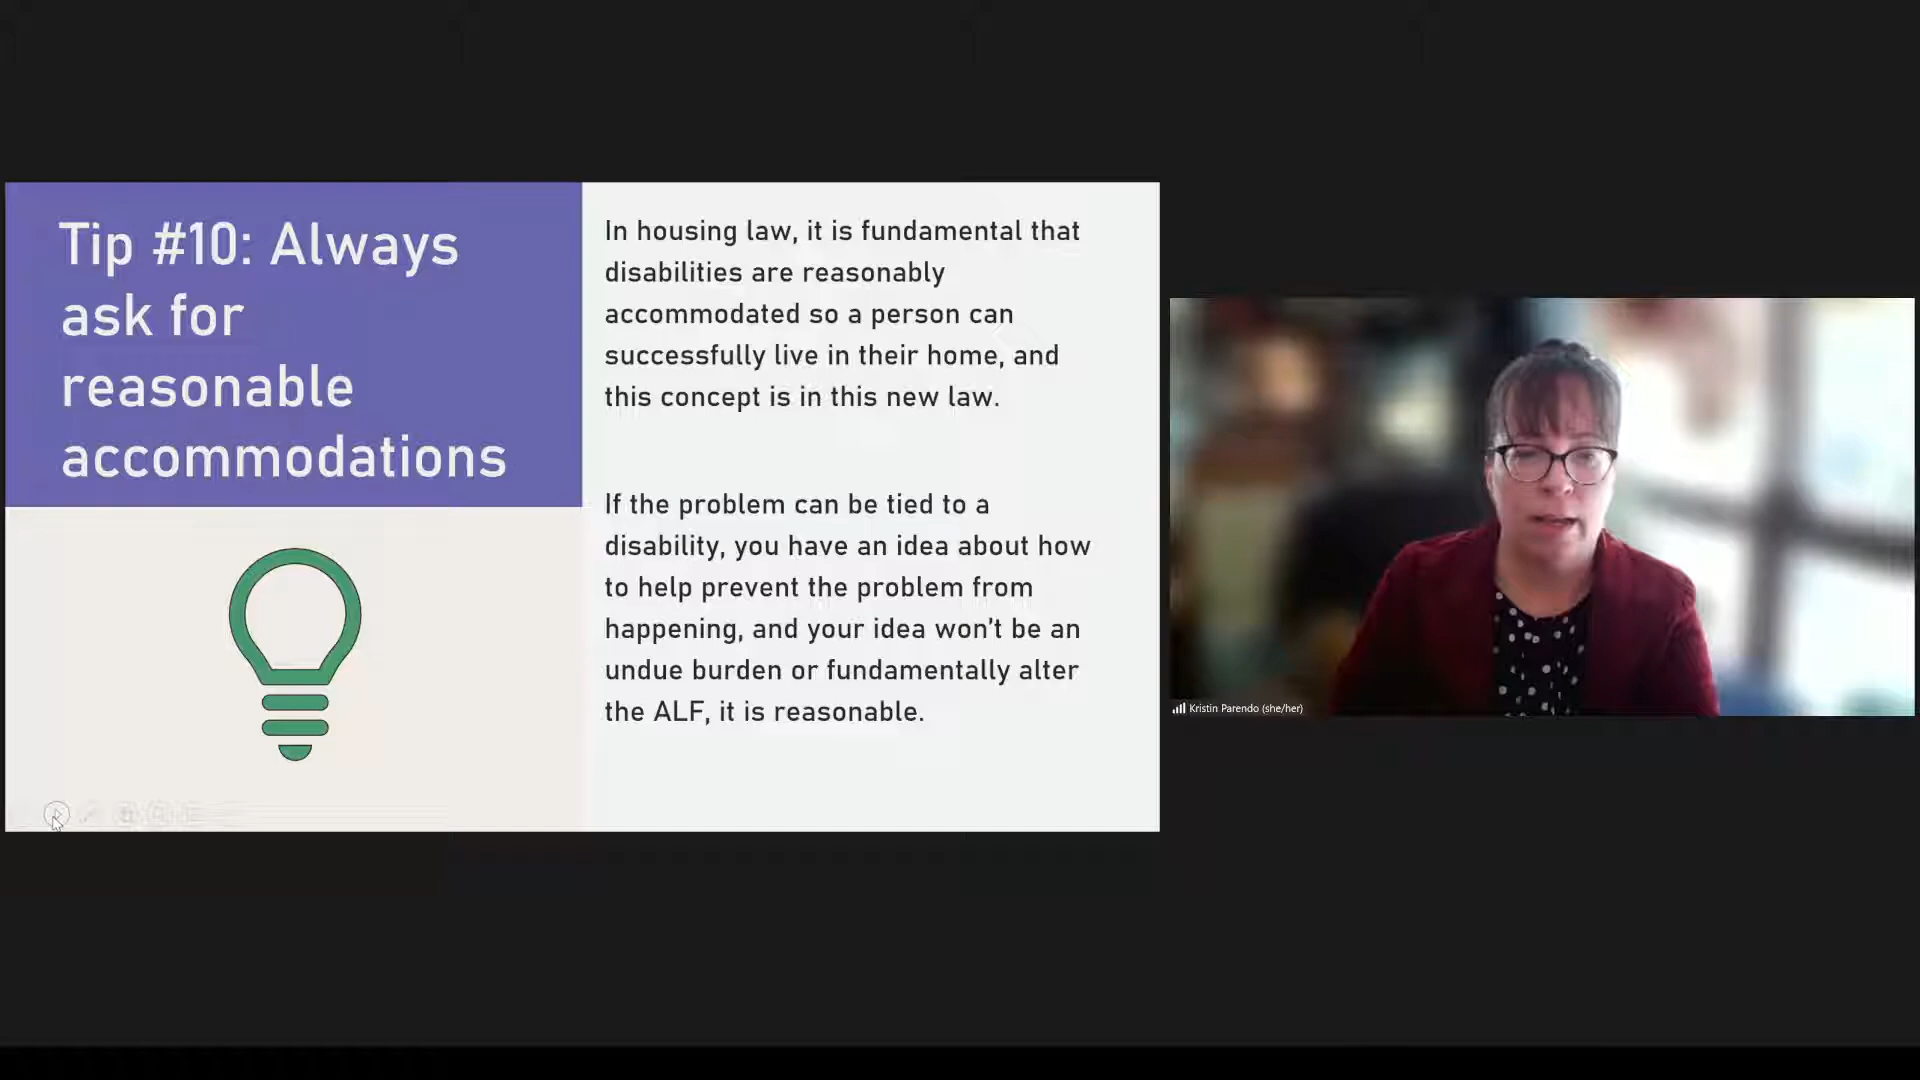 Tip #10: Always
ask for
reasonable
accommodations
In housing law, it is fundamental that
disabilities are reasonably
accommodated so a person can
successfully live in their home, and
this concept is in this new law.
If the problem can be tied to a
disability, you have an idea about how
to help prevent the problem from
happening, and your idea won't be an
undue burden or fundamentally alter
the ALF, it is reasonable.
Kristin Parendo (she/her)